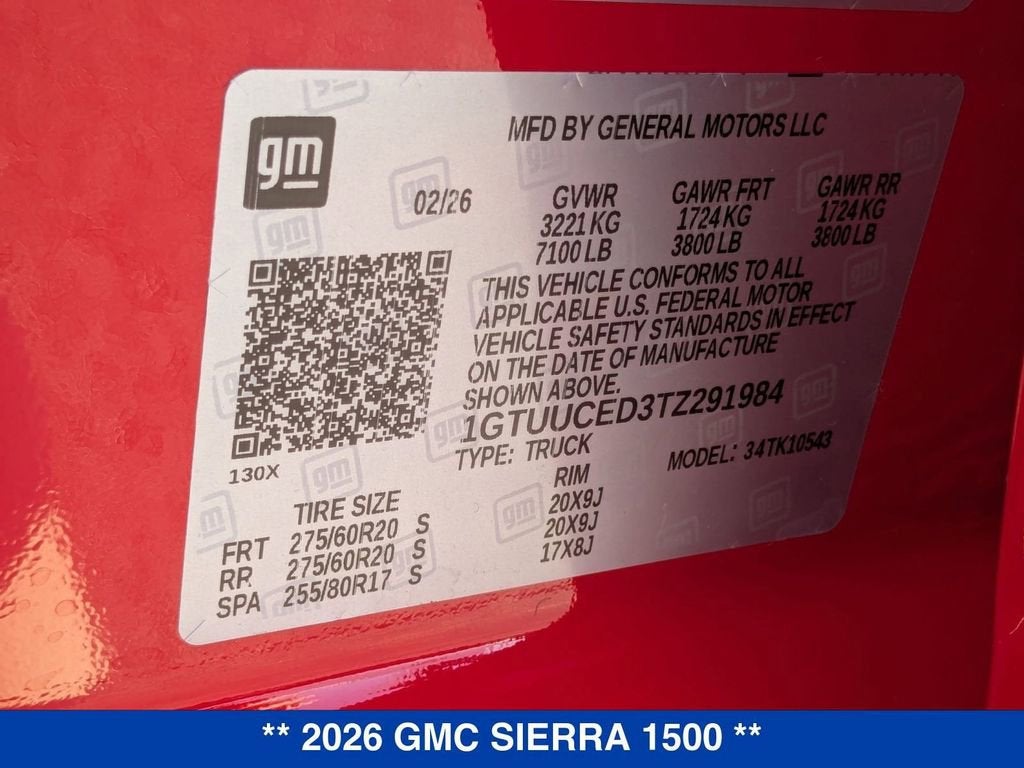 gm
MFD BY GENERAL MOTORS LLC
02/26 GVWR GAWR FRT GAWR RR
3221 KG 1724 KG 1724 KG
7100 LB 3800 LB 3800 LB
THIS VEHICLE CONFORMS TO ALL
APPLICABLE U.S. FEDERAL MOTOR
VEHICLE SAFETY STANDARDS IN EFFECT
ON THE DATE OF MANUFACTURE
SHOWN ABOVE.
1GTUUCED3TZ291984
130X
TYPE: TRUCK MODEL: 34TK10543
TIRE SIZE RIM
FRT 275/60R20 S 20X9J
RR 275/60R20 S 20X9J
SPA 255/80R17 S 17X8J
** 2026 GMC SIERRA 1500 **